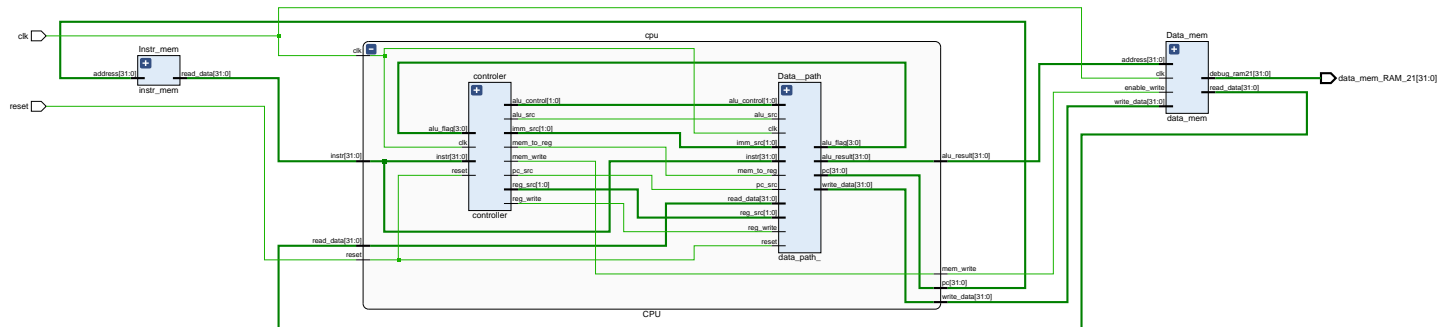 clk
reset
Instr_mem
address[31:0]
read_data[31:0]
instr_mem
cpu
clk
instr[31:0]
read_data[31:0]
reset
controler
alu_flag[3:0]
clk
instr[31:0]
reset
alu_control[1:0]
alu_src
imm_src[1:0]
mem_to_reg
mem_write
pc_src
reg_src[1:0]
reg_write
controller
Data__path
alu_control[1:0]
alu_src
clk
imm_src[1:0]
instr[31:0]
mem_to_reg
pc_src
read_data[31:0]
reg_src[1:0]
reg_write
reset
alu_flag[3:0]
alu_result[31:0]
pc[31:0]
write_data[31:0]
data_path_
alu_result[31:0]
mem_write
pc[31:0]
write_data[31:0]
CPU
Data_mem
address[31:0]
clk
enable_write
write_data[31:0]
debug_ram21[31:0]
read_data[31:0]
data_mem
data_mem_RAM_21[31:0]